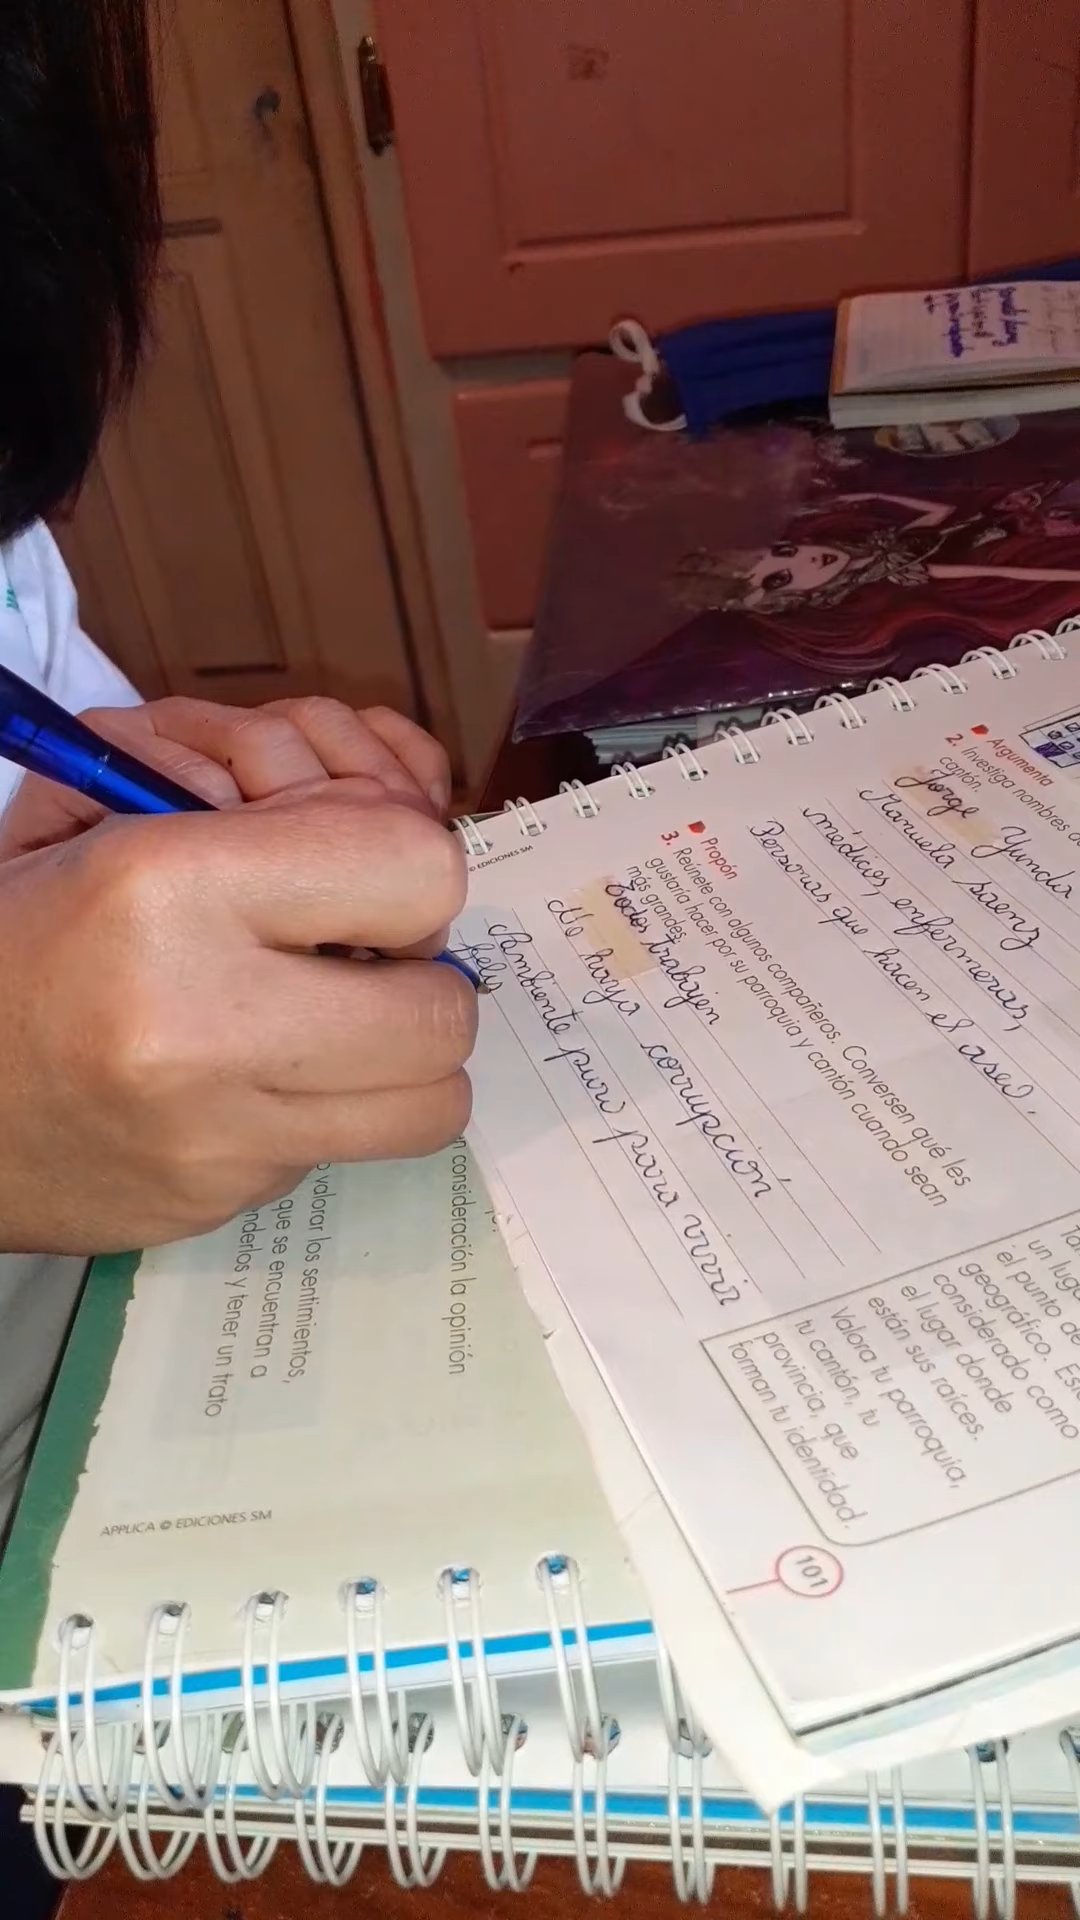 Argumenta
2. Investiga nombres d
cantón.
Jorge Yunda
Manuela Saenz
médicos, enfermeras,
Personas que hacen el aseo.
Propón
3. Reúnete con algunos compañeros. Conversen qué les
gustaría hacer por su parroquia y cantón cuando sean
más grandes.
Todos trabajen
No haya corrupción
Ambiente puro para vivir
felis
© EDICIONES SM
un luga
el punto de
geográfico. Est
considerado como
el lugar donde
están sus raíces.
Valora tu parroquia,
tu cantón, tu
provincia, que
forman tu identidad.
101
n consideración la opinión
o valorar los sentimientos,
que se encuentran a
nderlos y tener un trato
APPLICA © EDICIONES SM